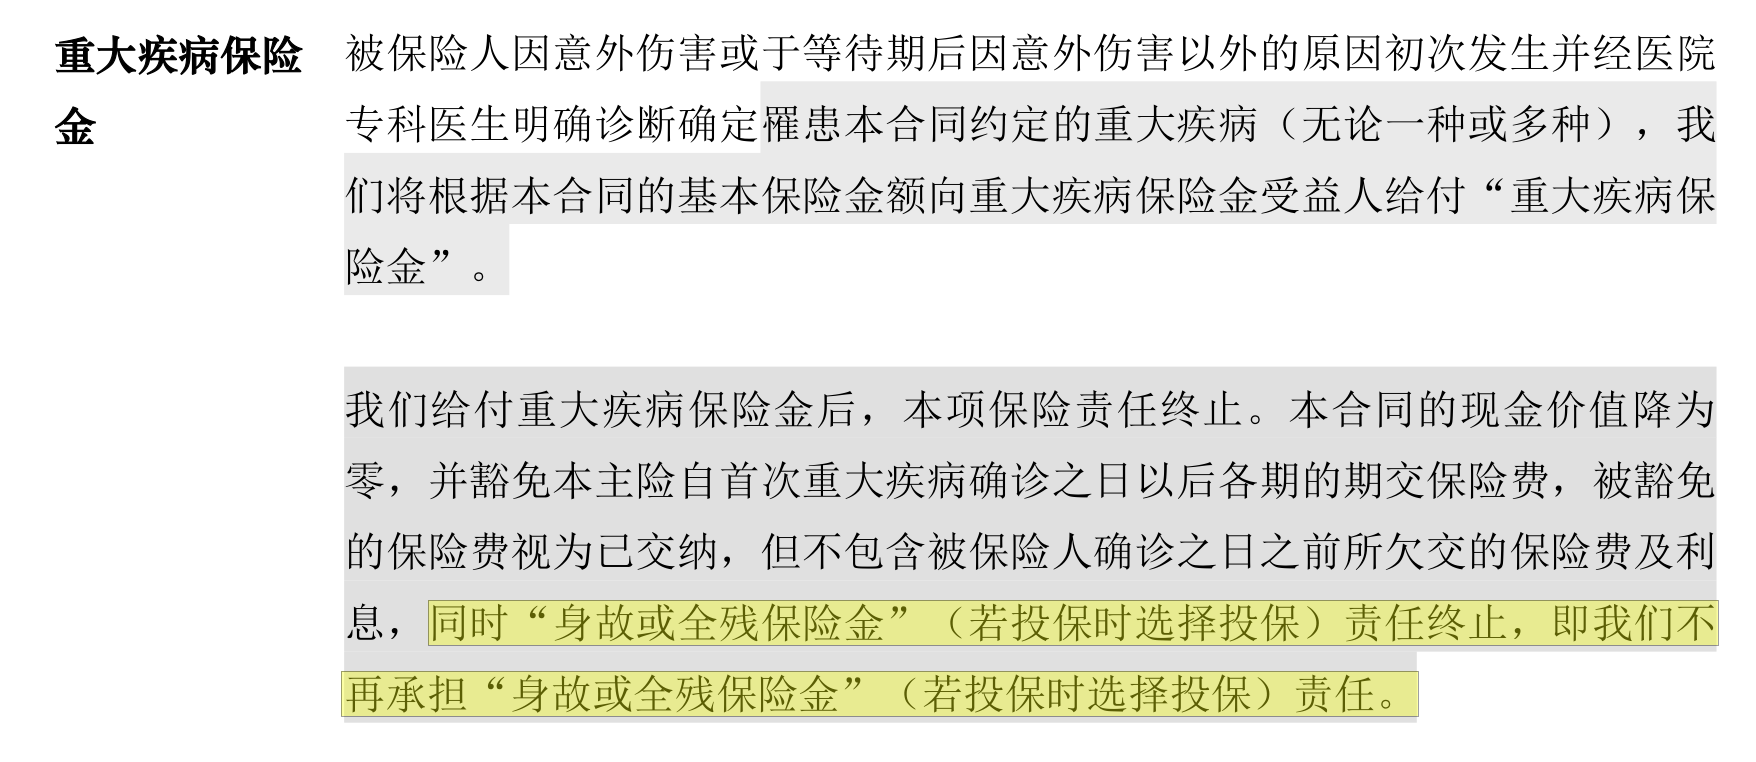 重大疾病保险
金
被保险人因意外伤害或于等待期后因意外伤害以外的原因初次发生并经医院
专科医生明确诊断确定罹患本合同约定的重大疾病（无论一种或多种），我
们将根据本合同的基本保险金额向重大疾病保险金受益人给付“重大疾病保
险金”。
我们给付重大疾病保险金后，本项保险责任终止。本合同的现金价值降为
零，并豁免本主险自首次重大疾病确诊之日以后各期的期交保险费，被豁免
的保险费视为已交纳，但不包含被保险人确诊之日之前所欠交的保险费及利
息，同时“身故或全残保险金”（若投保时选择投保）责任终止，即我们不
再承担“身故或全残保险金”（若投保时选择投保）责任。